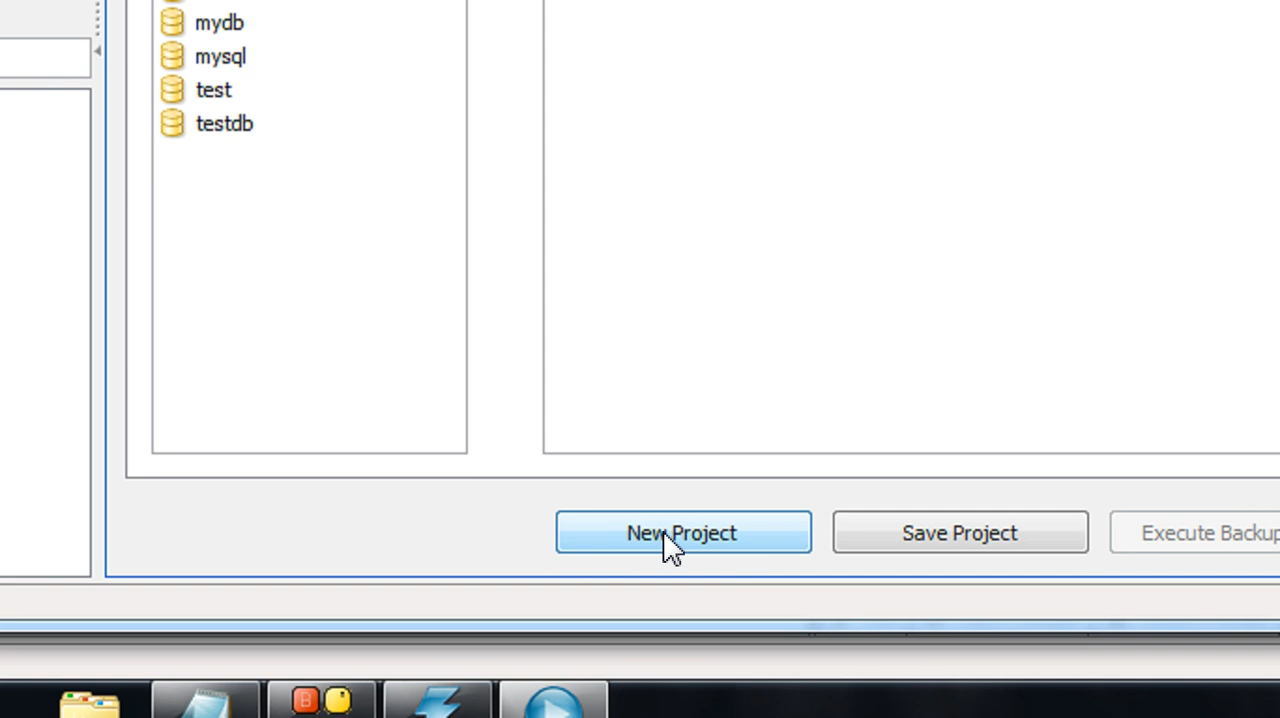 mydb
mysql
test
testdb
New Project
Save Project
Execute Backup